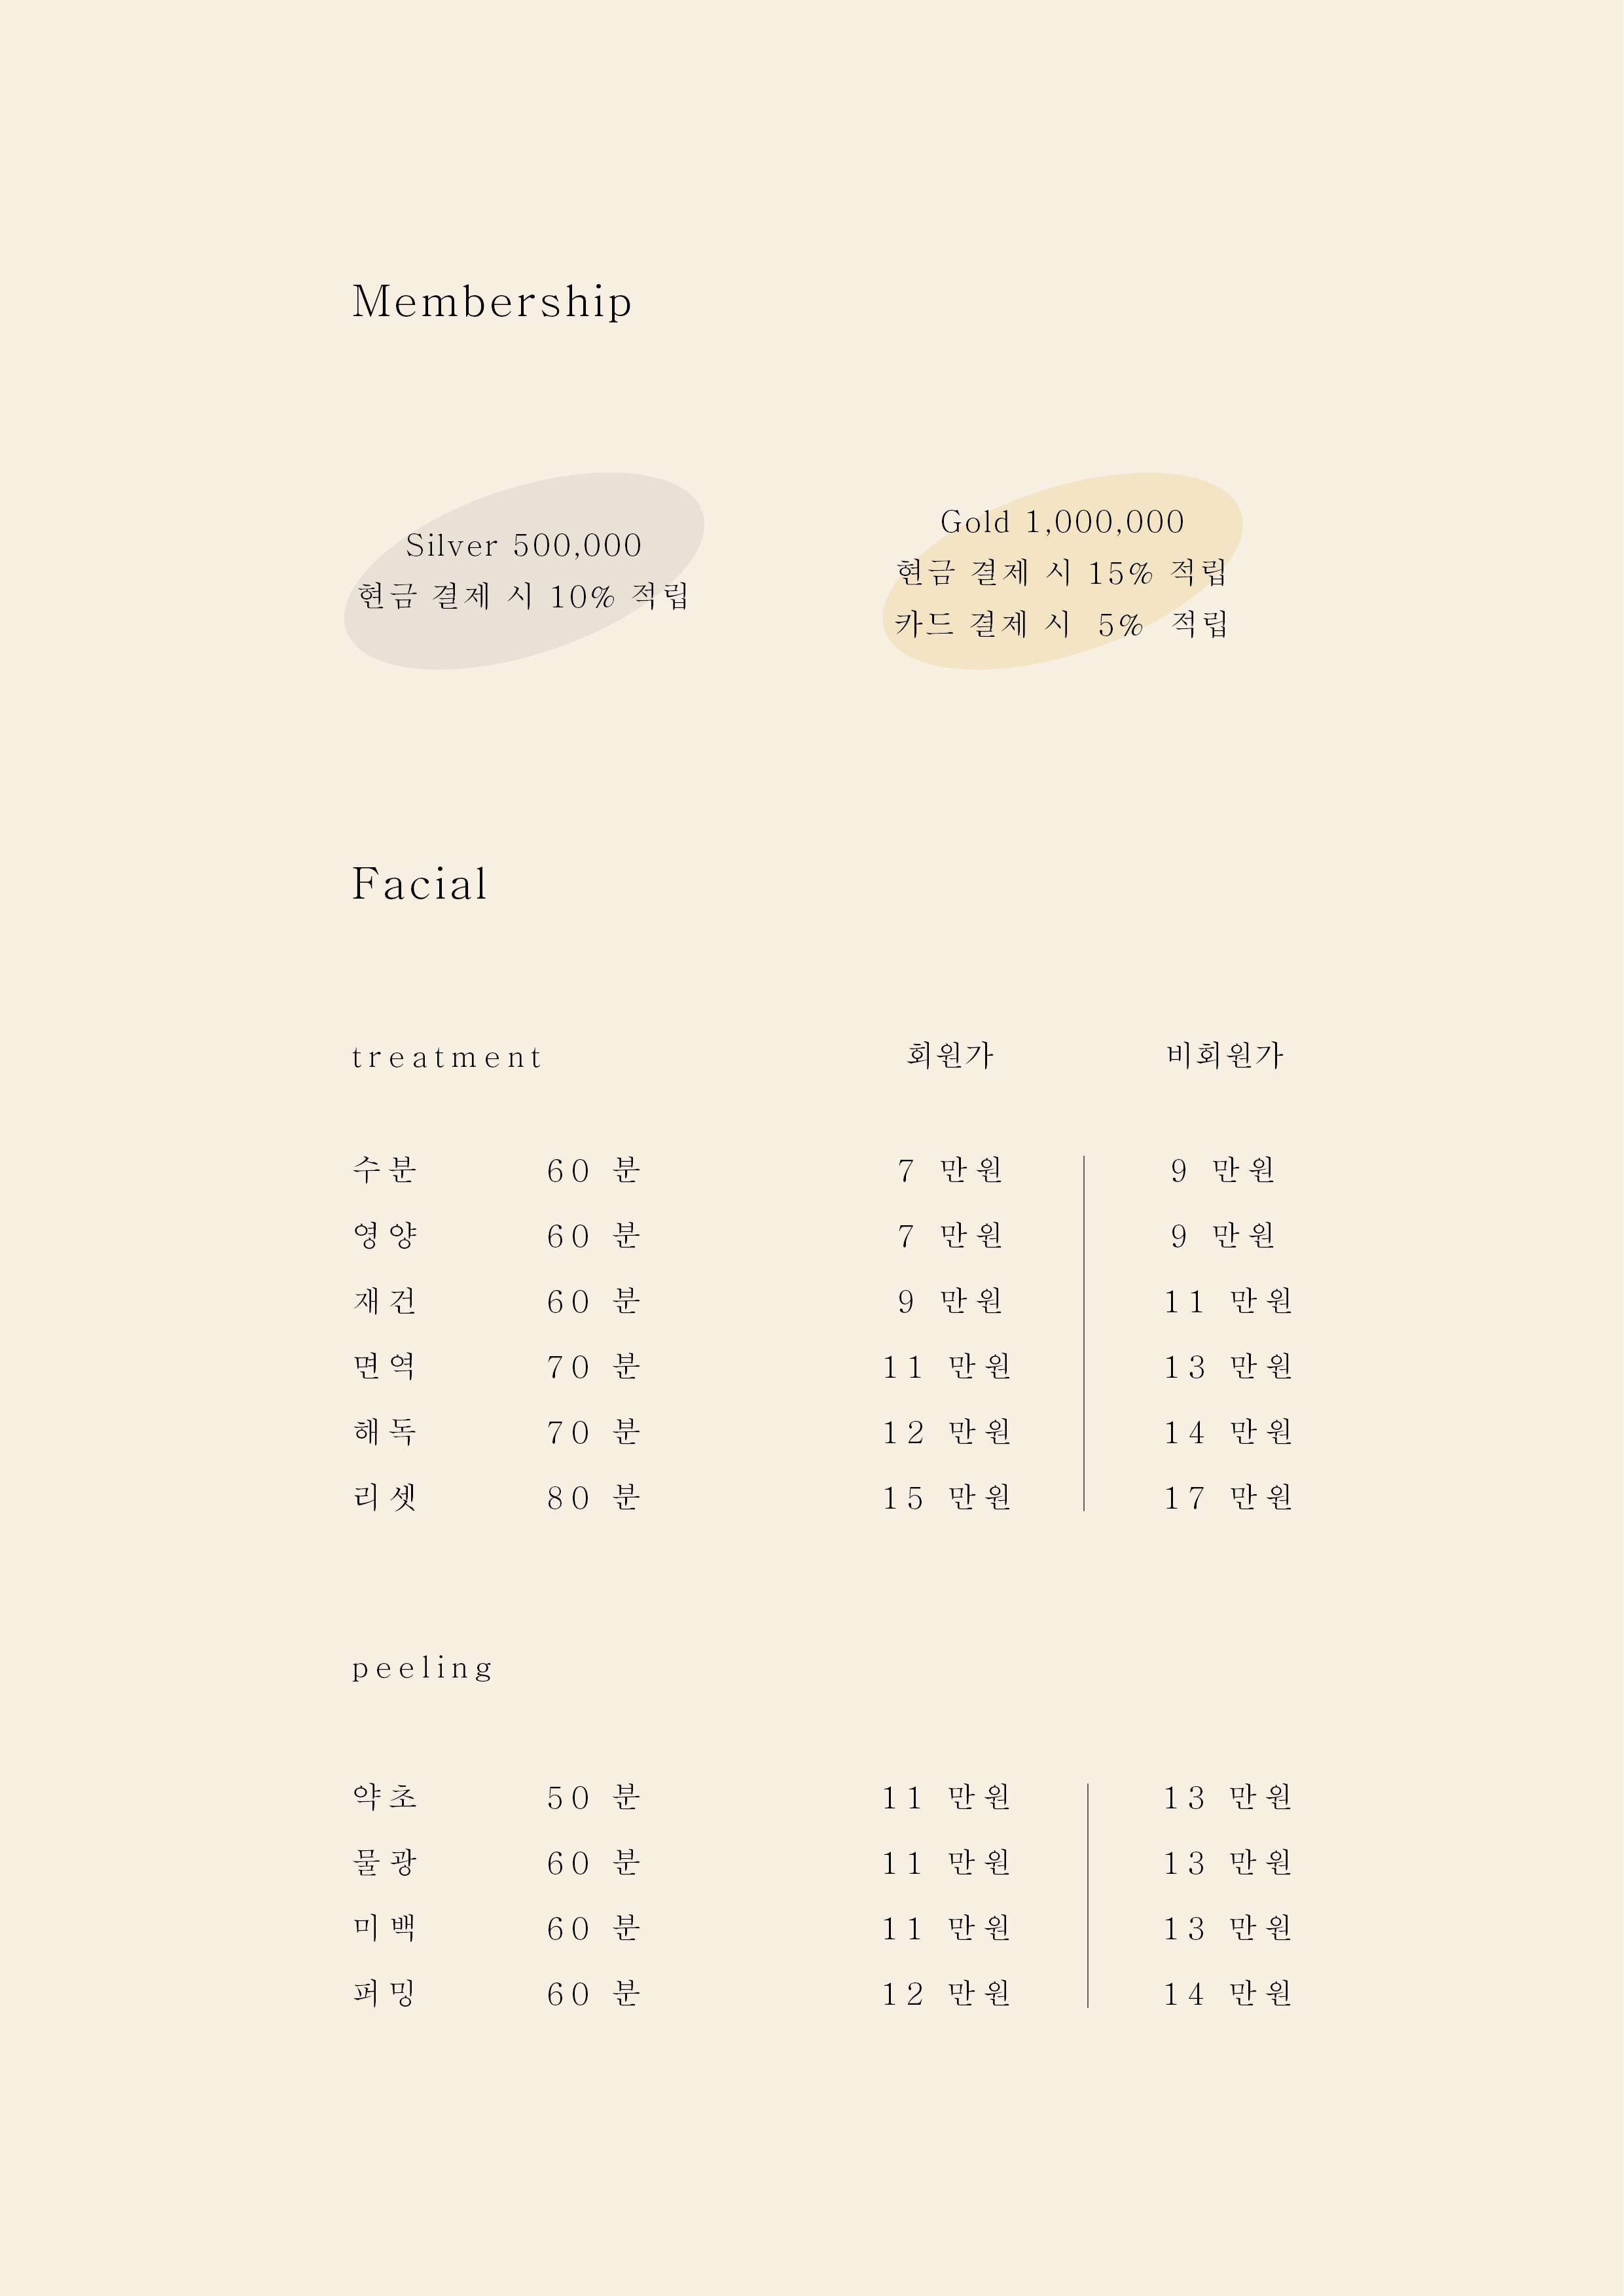 Membership
Silver 500,000
현금 결제 시 10% 적립
Gold 1,000,000
현금 결제 시 15% 적립
카드 결제 시 5% 적립
Facial
treatment 회원가 비회원가
수분 60 분 7 만원 9 만원
영양 60 분 7 만원 9 만원
재건 60 분 9 만원 11 만원
면역 70 분 11 만원 13 만원
해독 70 분 12 만원 14 만원
리셋 80 분 15 만원 17 만원
peeling
약초 50 분 11 만원 13 만원
물광 60 분 11 만원 13 만원
미백 60 분 11 만원 13 만원
퍼밍 60 분 12 만원 14 만원